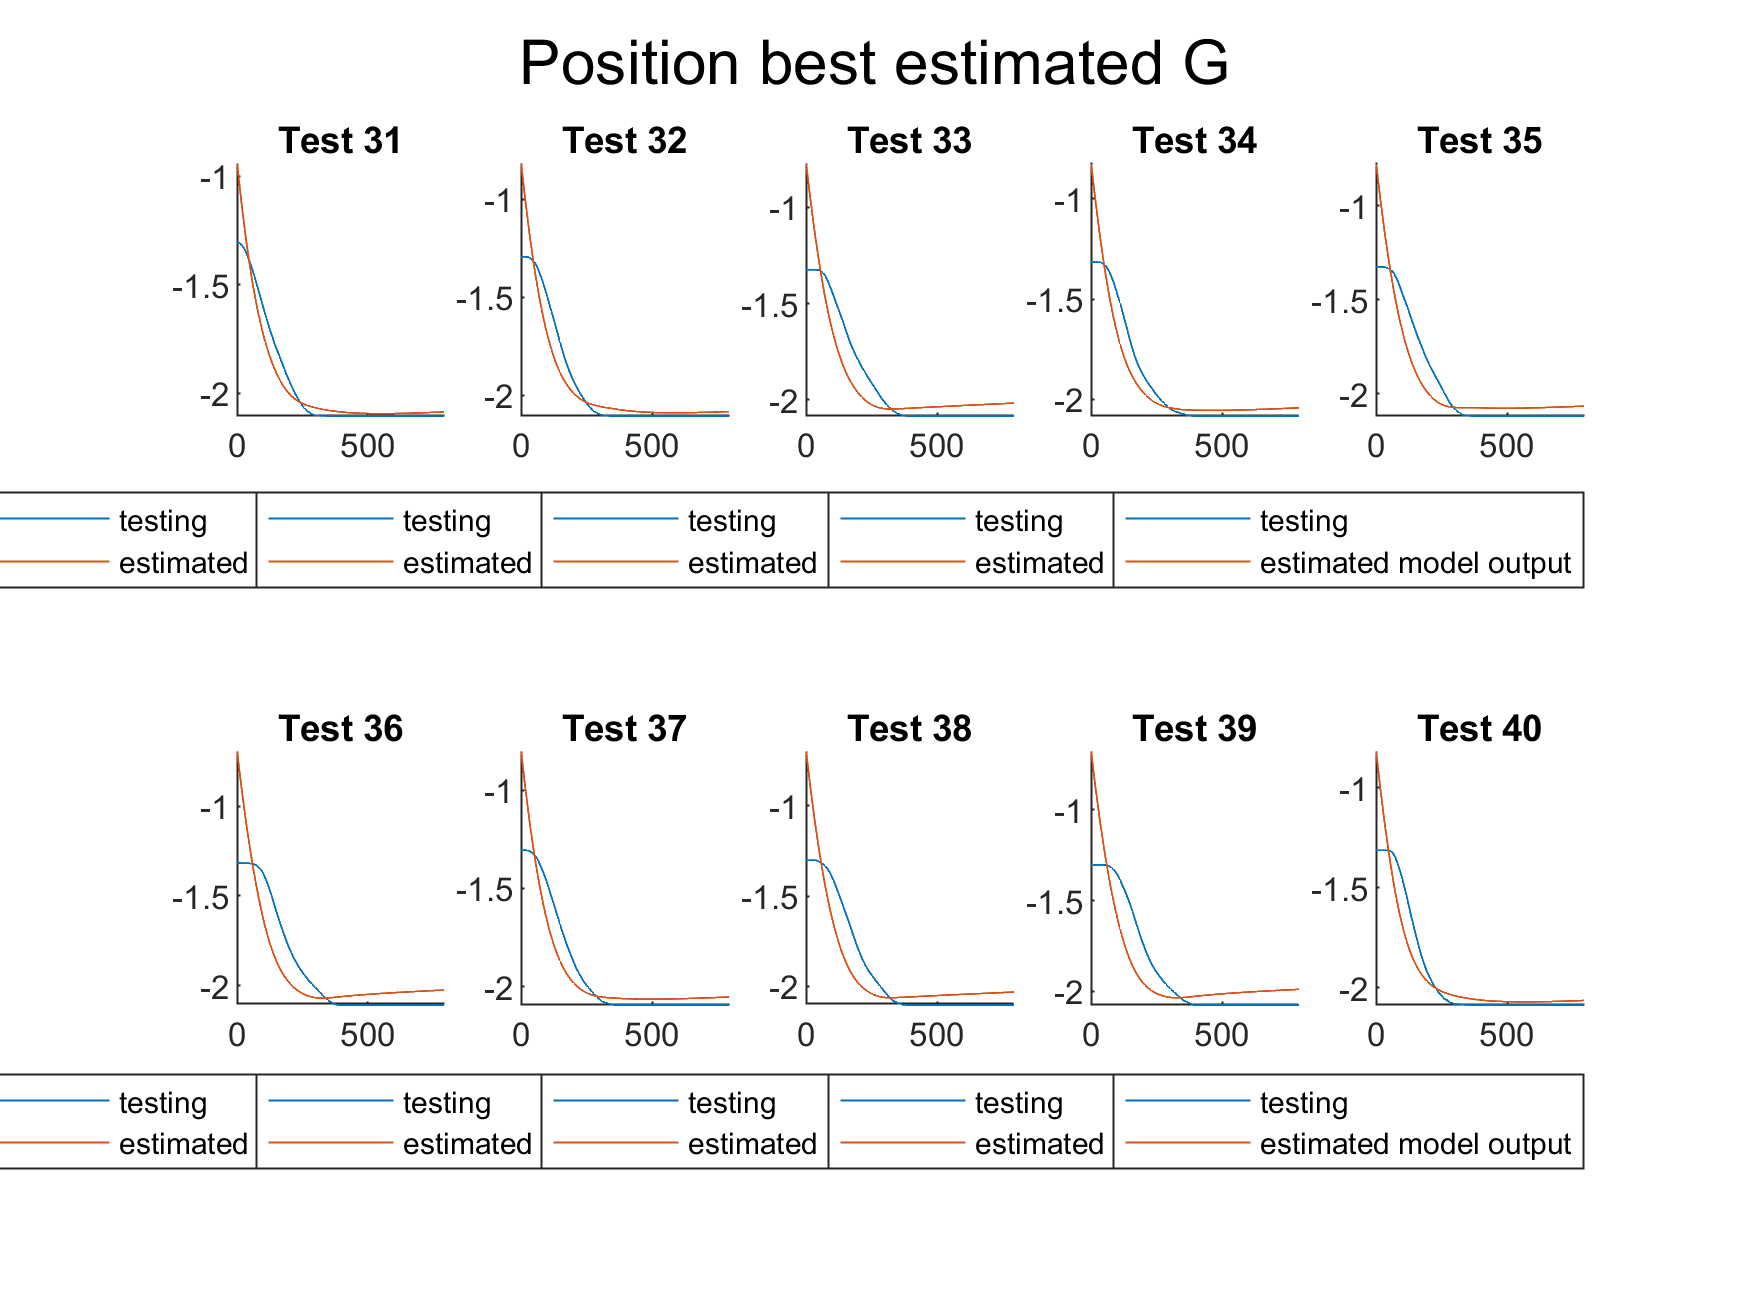 Position best estimated G
Test 31 Test 32 Test 33 Test 34 Test 35
-1 -1 -1 -1 -1
-1.5 -1.5 -1.5 -1.5 -1.5
-2 -2 -2 -2 -2
0 500 0 500 0 500 0 500 0 500
testing testing testing testing testing
estimated estimated estimated estimated estimated model output
Test 36 Test 37 Test 38 Test 39 Test 40
-1 -1 -1 -1 -1
-1.5 -1.5 -1.5 -1.5 -1.5
-2 -2 -2 -2 -2
0 500 0 500 0 500 0 500 0 500
testing testing testing testing testing
estimated estimated estimated estimated estimated model output